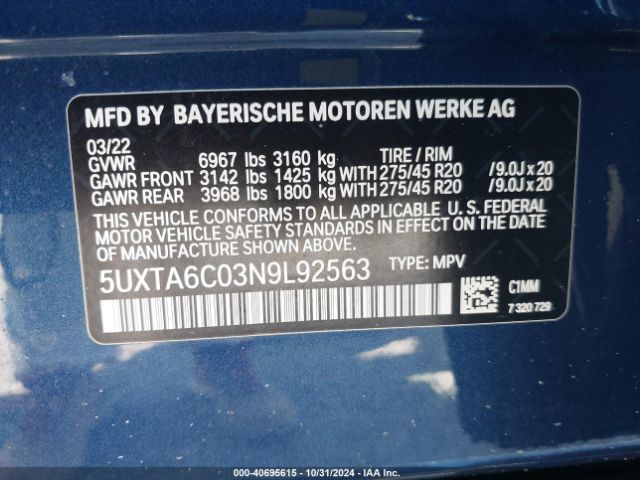 MFD BY BAYERISCHE MOTOREN WERKE AG
03/22
GVWR 6967 lbs 3160 kg TIRE / RIM
GAWR FRONT 3142 lbs 1425 kg WITH 275/45 R20 /9.0J x 20
GAWR REAR 3968 lbs 1800 kg WITH 275/45 R20 /9.0J x 20
THIS VEHICLE CONFORMS TO ALL APPLICABLE U. S. FEDERAL
MOTOR VEHICLE SAFETY STANDARDS IN EFFECT ON THE DATE
OF MANUFACTURE SHOWN ABOVE.
5UXTA6C03N9L92563 TYPE: MPV
C1MM
7 320 729
000-40695615 - 10/31/2024 - IAA Inc.